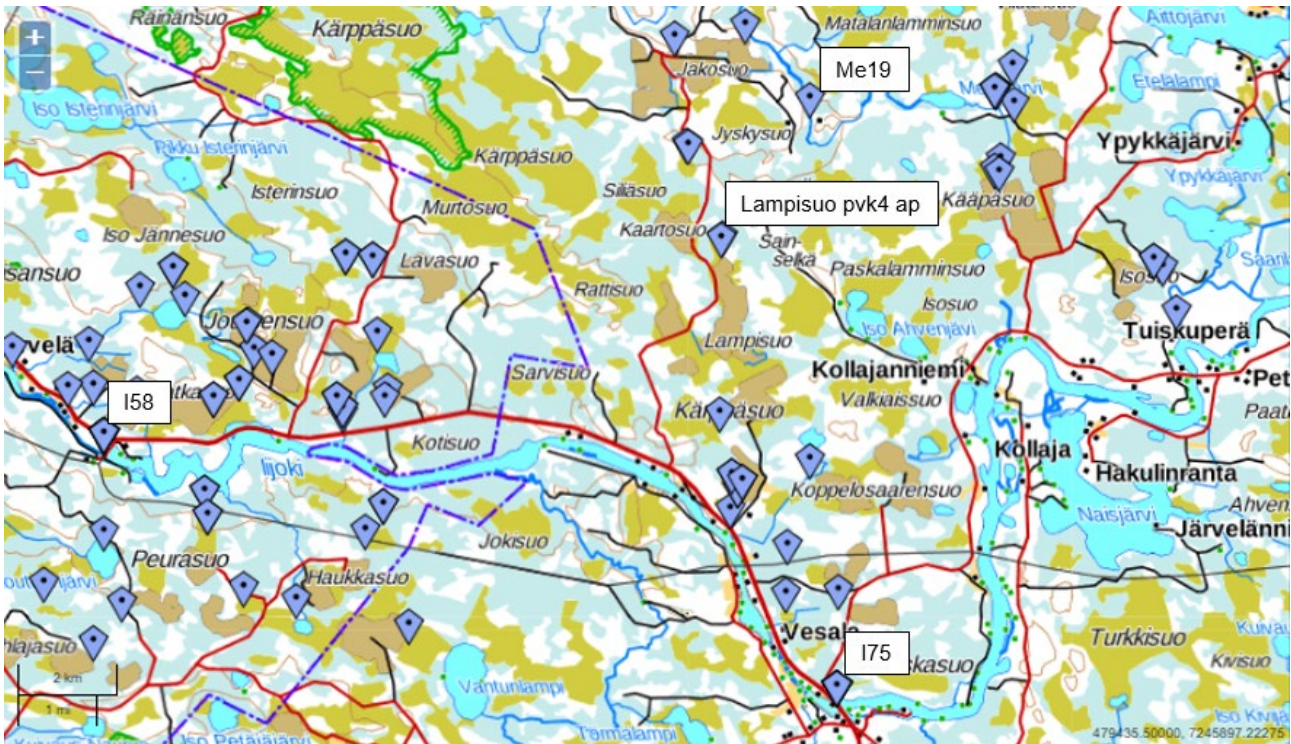 Räinänsuo
Kärppäsuo
Matalanlamminsuo
Aittojärvi
+
−
Jakosuo
Me19
Etelälampi
Iso Isterinjärvi
Jyskysuo
Ypykkäjärvi
Pikku Isterinjärvi
Kärppäsuo
Ypykkäjärvi
Isterinsuo
Siliäsuo
Kääpäsuo
Murtosuo
Lampisuo pvk4 ap
Iso Jännesuo
Kaartosuo
Sain-
selkä
Lavasuo
Paskalamminsuo
Rattisuo
Isosuo
Iso Ahvenjävi
Tuiskuperä
Lampisuo
Sarvisuo
Kollajanniemi
Valkiaissuo
I58
Kotisuo
Kollaja
Iijoki
Hakulinranta
Koppelosaarensuo
Naisjärvi
Järvelänni
Jokisuo
Peurasuo
Haukkasuo
Vesala
Turkkisuo
I75
Kivisuo
2 km
Vantunlampi
1 mi
Tormalampi
Iso Petäjäjärvi
479435.50000, 7245897.22275